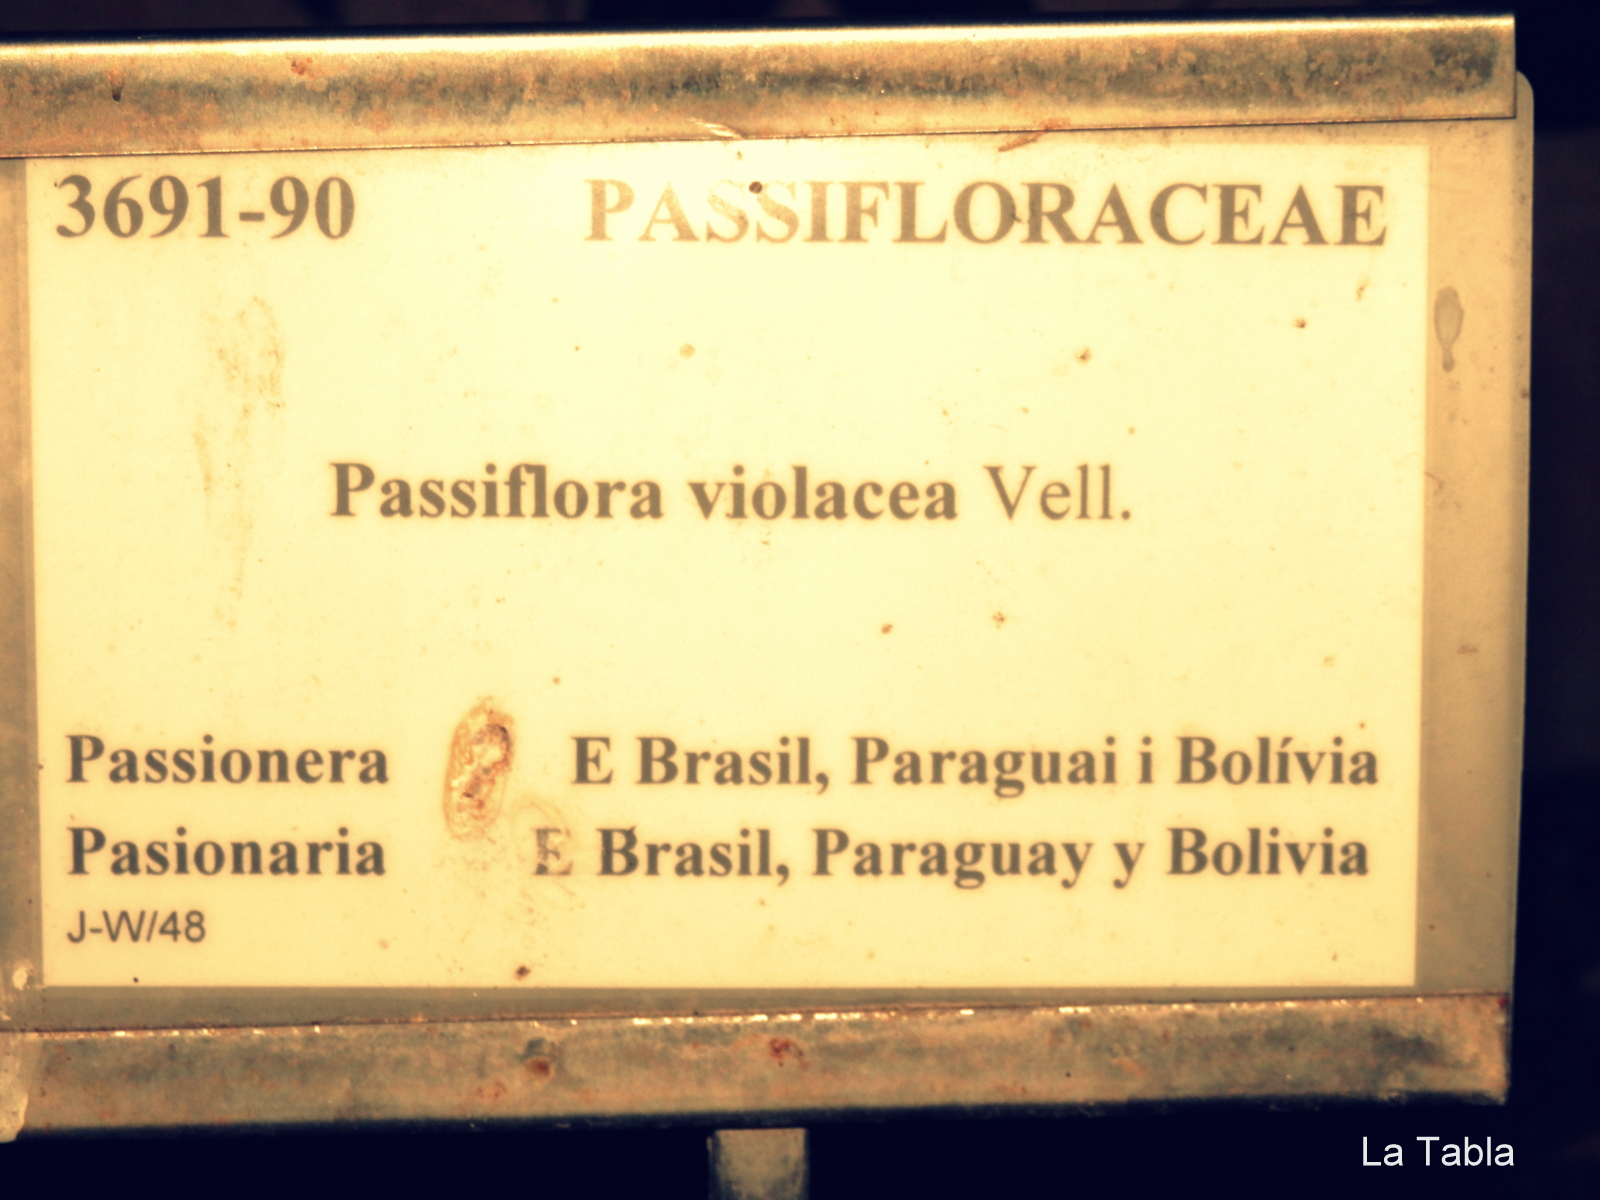 3691-90 PASSIFLORACEAE
Passiflora violacea Vell.
Passionera E Brasil, Paraguai i Bolívia
Pasionaria E Brasil, Paraguay y Bolivia
J-W/48
La Tabla